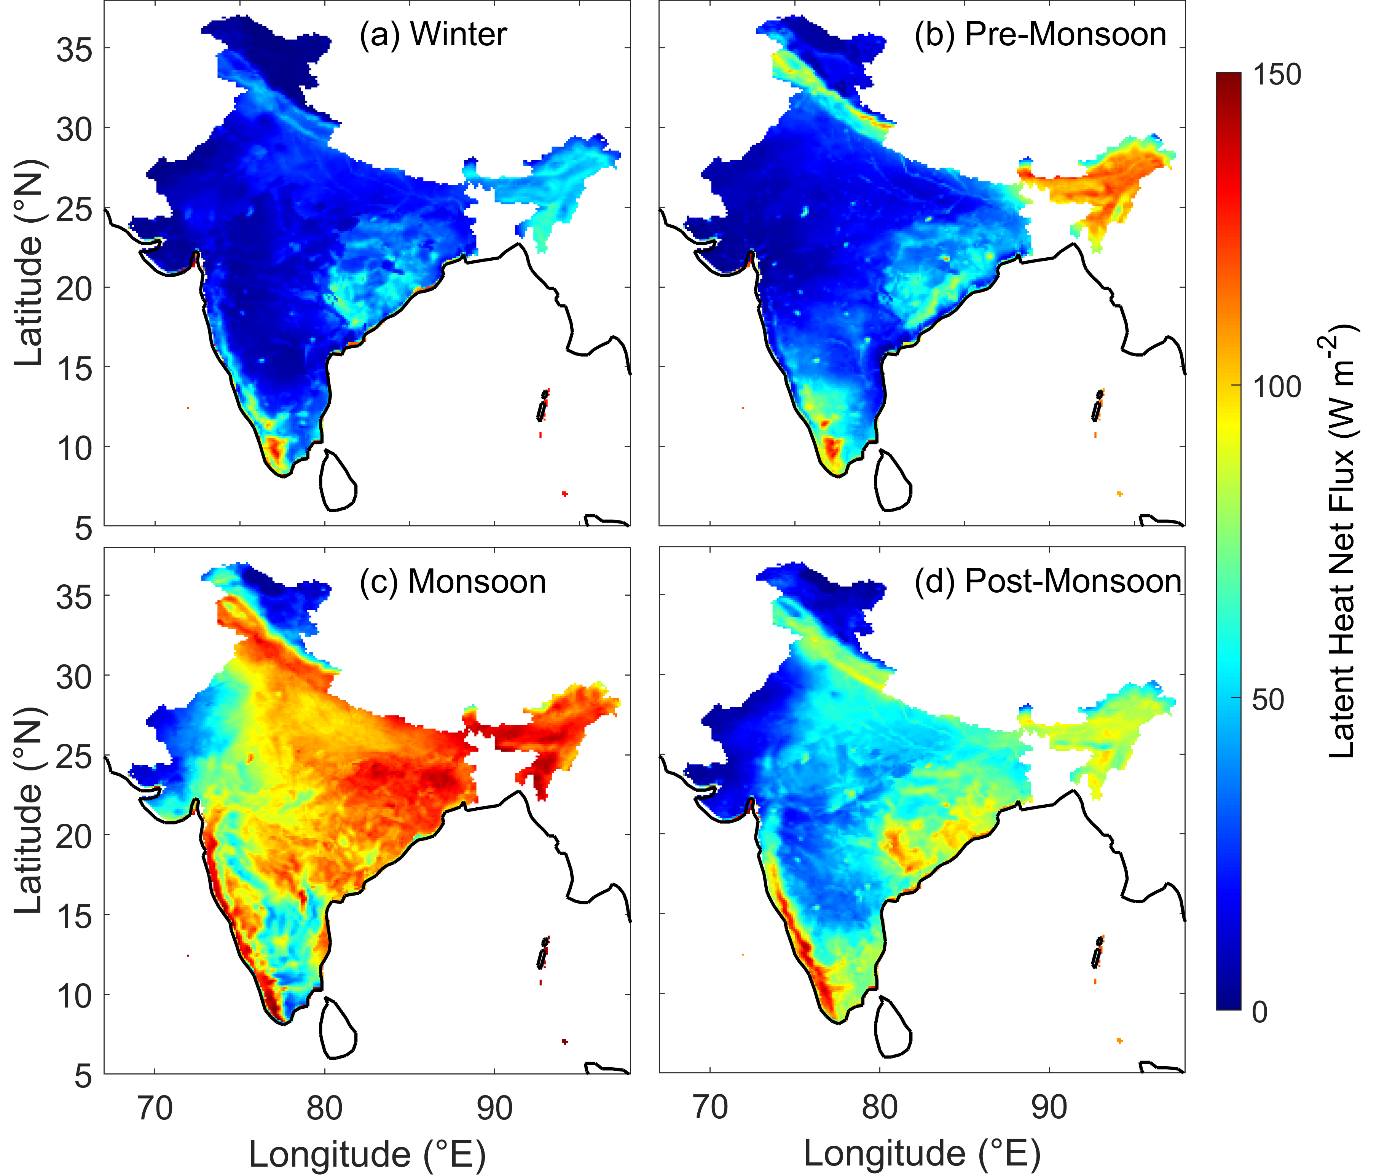 (a) Winter
(b) Pre-Monsoon
35
30
25
20
15
10
5
Latitude (°N)
(c) Monsoon
(d) Post-Monsoon
35
30
25
20
15
10
5
Latitude (°N)
70
80
90
Longitude (°E)
70
80
90
Longitude (°E)
150
100
50
0
Latent Heat Net Flux (W m⁻²)